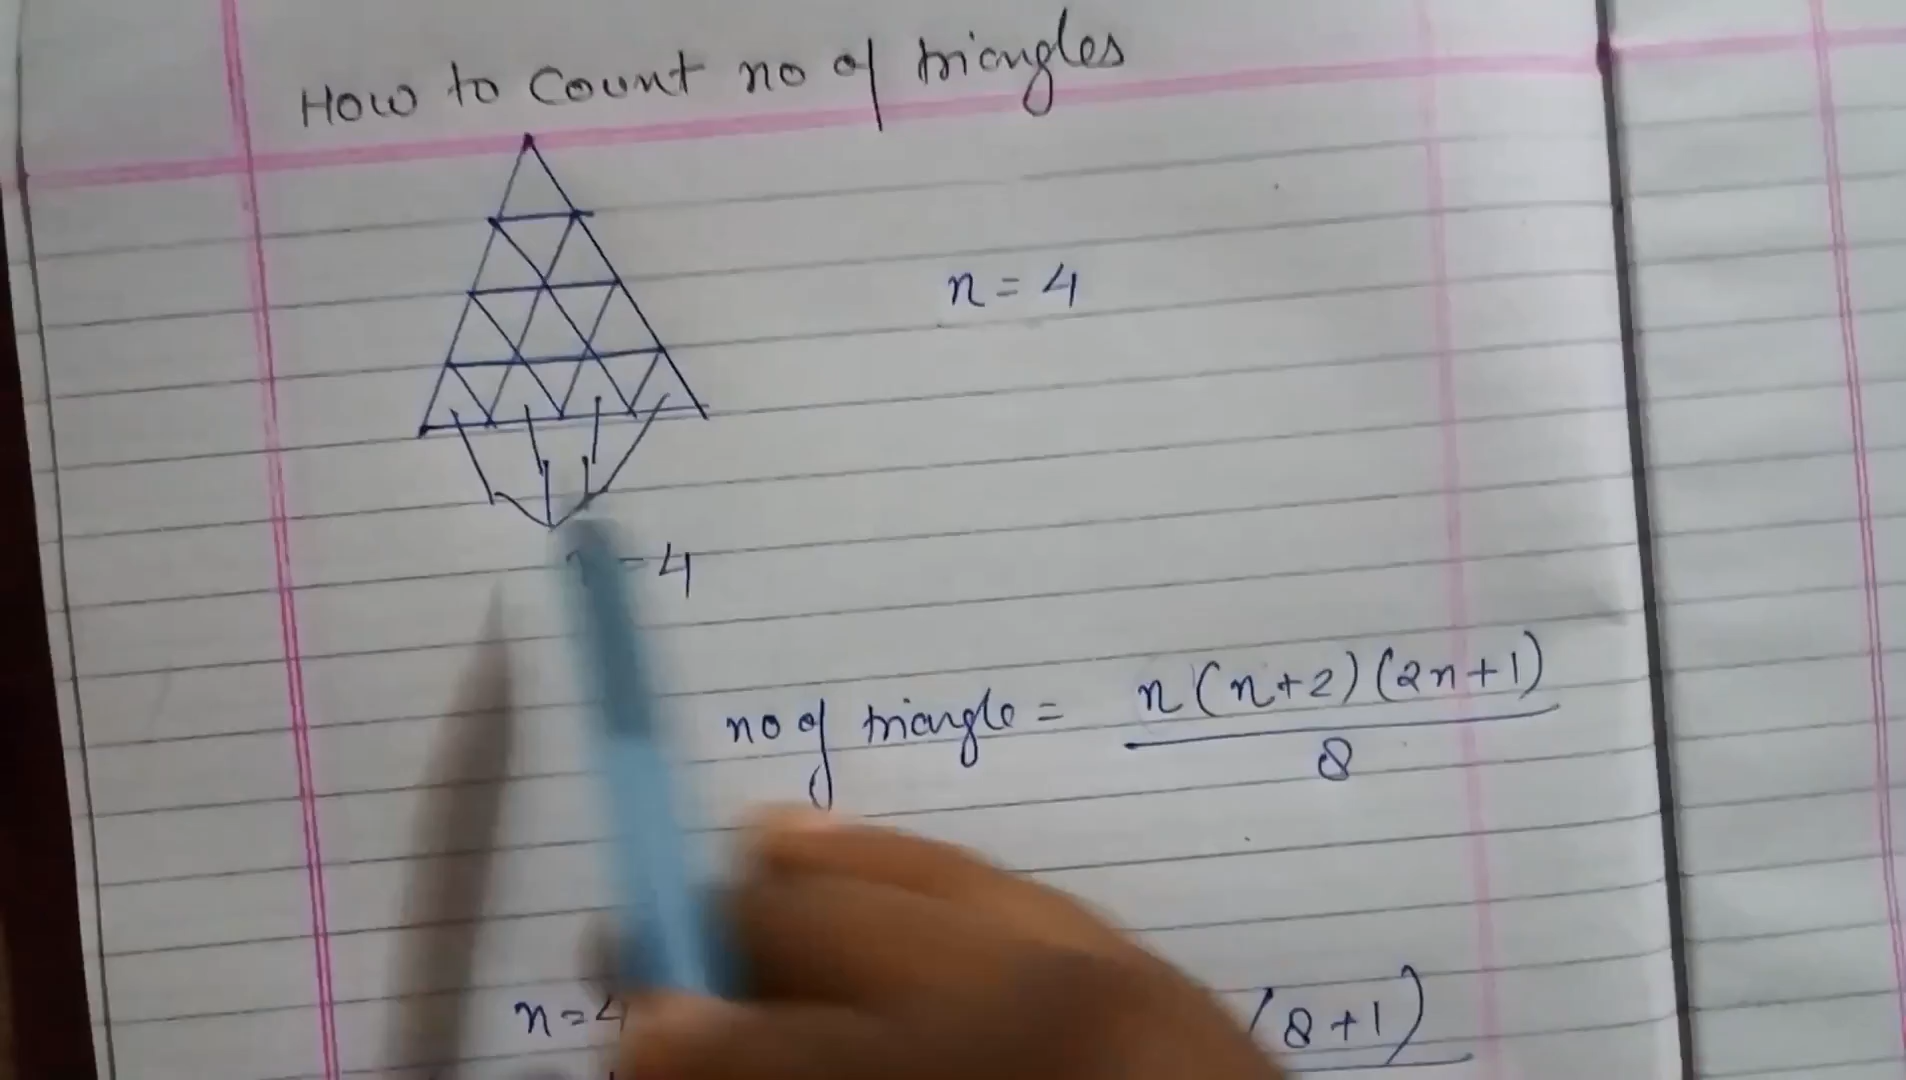 How to count no of triangles
n = 4
= 4
no of triangle = n(n+2)(2n+1)
8
n=4
(8+1)